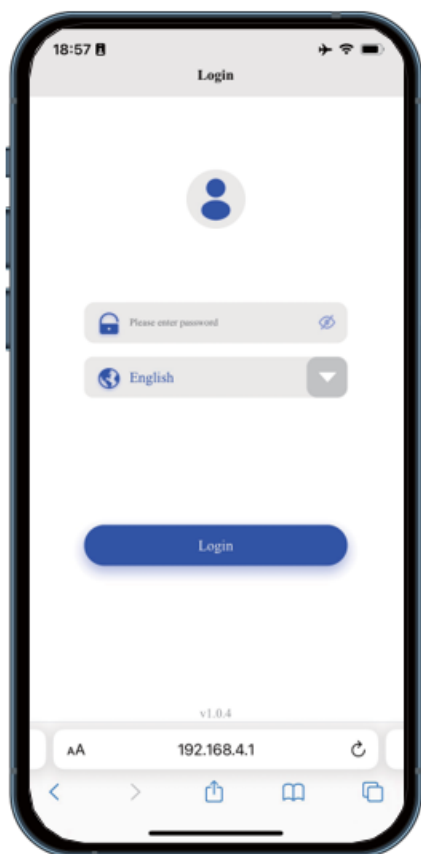 18:57
Login
Please enter password
English
Login
v1.0.4
AA
192.168.4.1